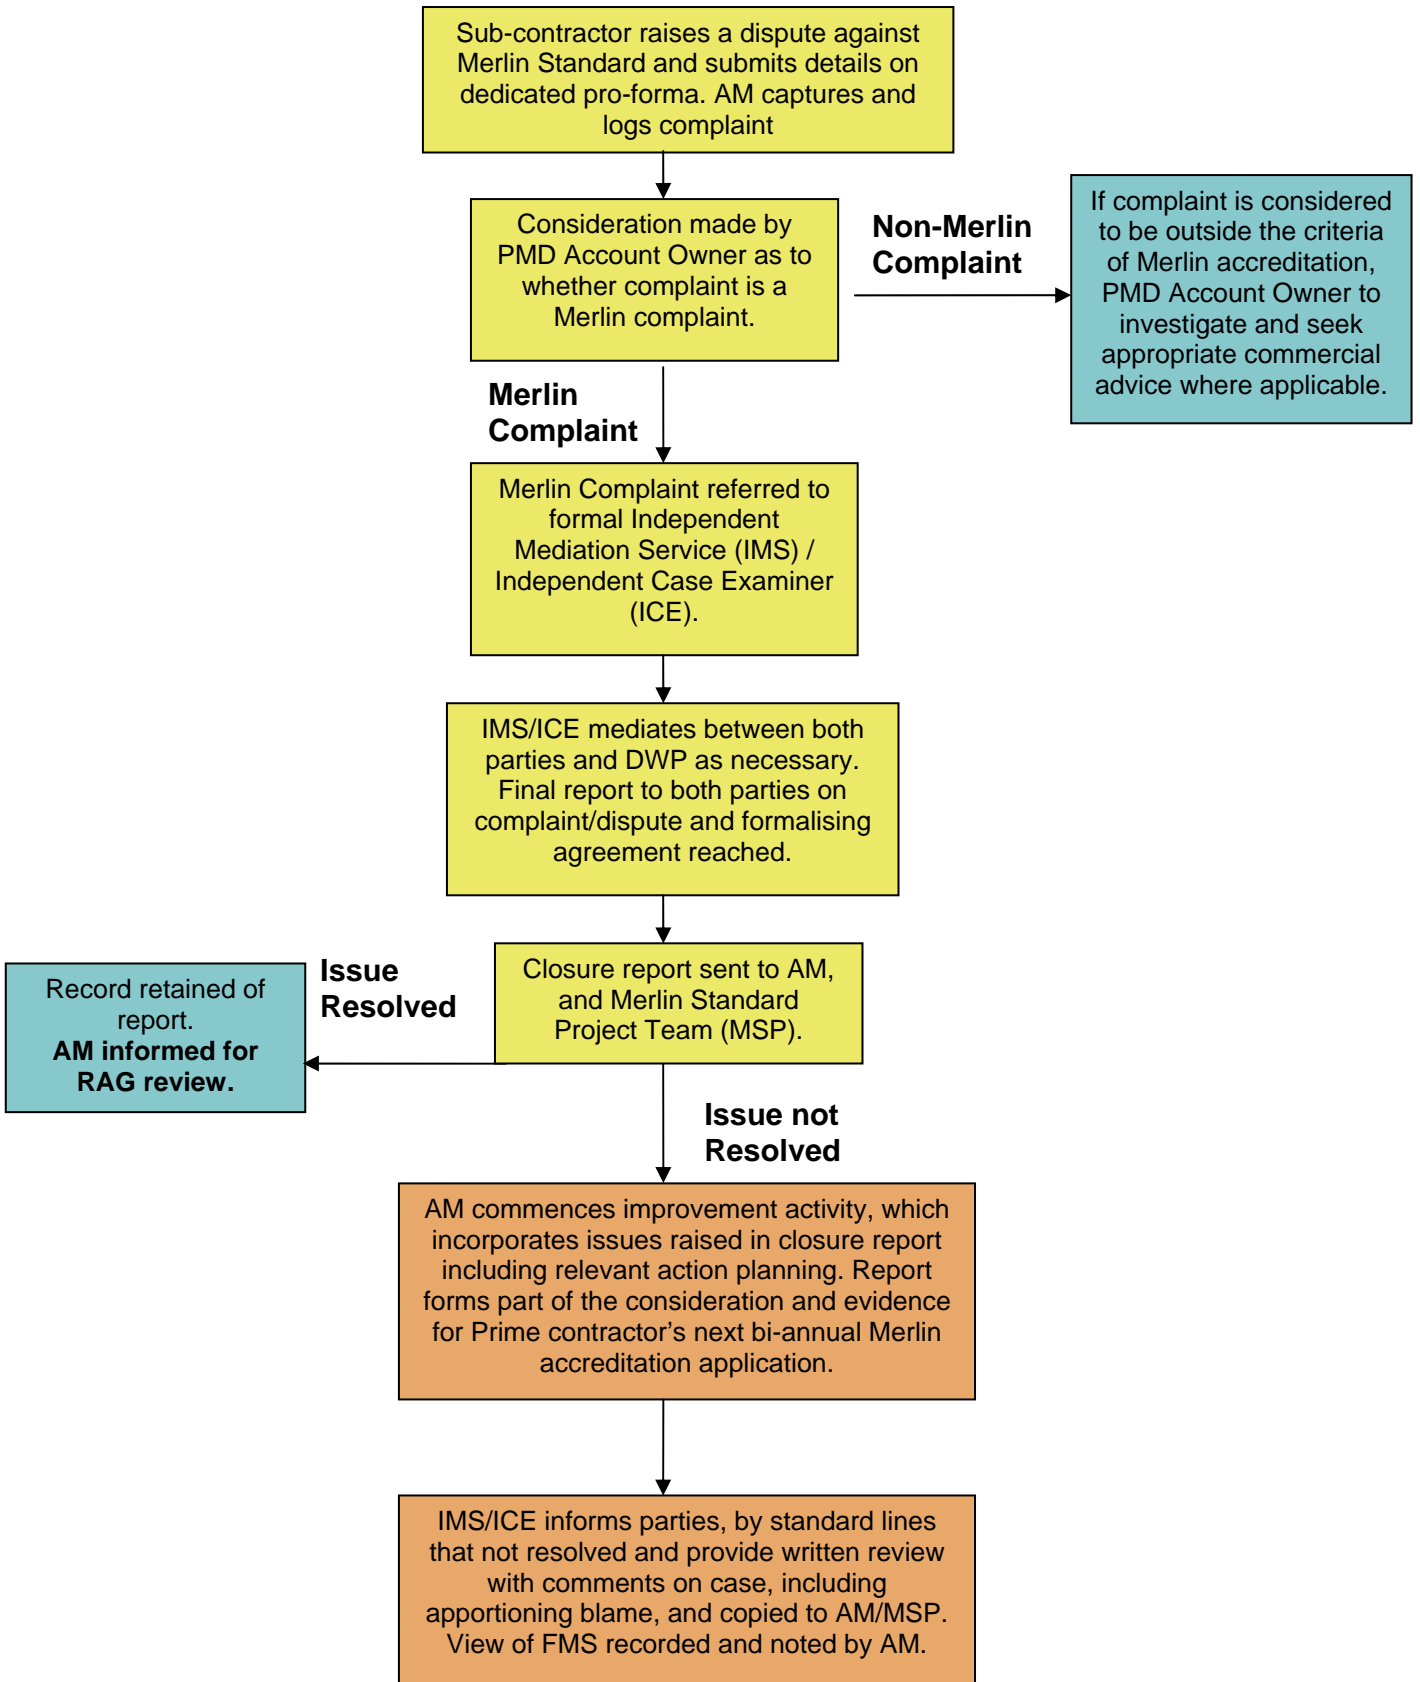 Sub-contractor raises a dispute against
Merlin Standard and submits details on
dedicated pro-forma. AM captures and
logs complaint
Consideration made by
PMD Account Owner as to
whether complaint is a
Merlin complaint.
Non-Merlin
Complaint
If complaint is considered
to be outside the criteria
of Merlin accreditation,
PMD Account Owner to
investigate and seek
appropriate commercial
advice where applicable.
Merlin
Complaint
Merlin Complaint referred to
formal Independent
Mediation Service (IMS) /
Independent Case Examiner
(ICE).
IMS/ICE mediates between both
parties and DWP as necessary.
Final report to both parties on
complaint/dispute and formalising
agreement reached.
Closure report sent to AM,
and Merlin Standard
Project Team (MSP).
Issue
Resolved
Record retained of
report.
AM informed for
RAG review.
Issue not
Resolved
AM commences improvement activity, which
incorporates issues raised in closure report
including relevant action planning. Report
forms part of the consideration and evidence
for Prime contractor’s next bi-annual Merlin
accreditation application.
IMS/ICE informs parties, by standard lines
that not resolved and provide written review
with comments on case, including
apportioning blame, and copied to AM/MSP.
View of FMS recorded and noted by AM.